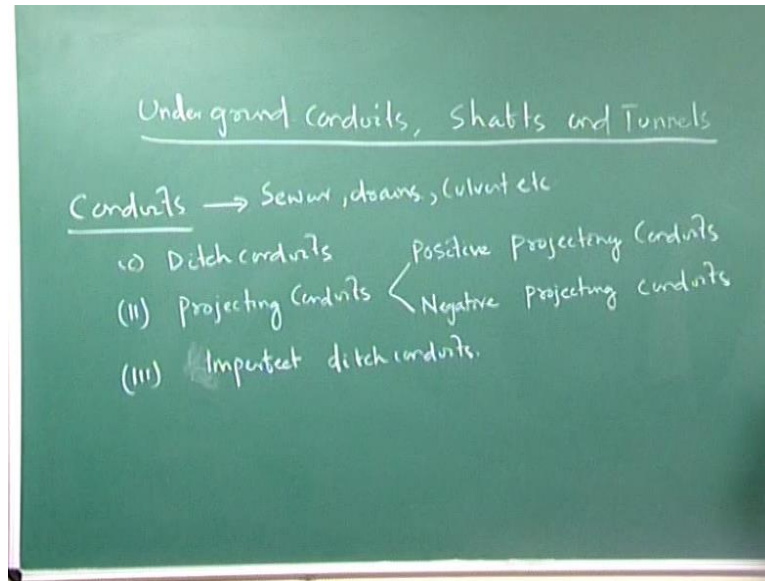 Underground Conduits, Shafts and Tunnels
Conduits → Sewer, drains, Culvert etc
(i) Ditch conduits
Positive projecting Conduits
(II) Projecting Conduits
Negative projecting conduits
(III) Imperfect ditch conduits.